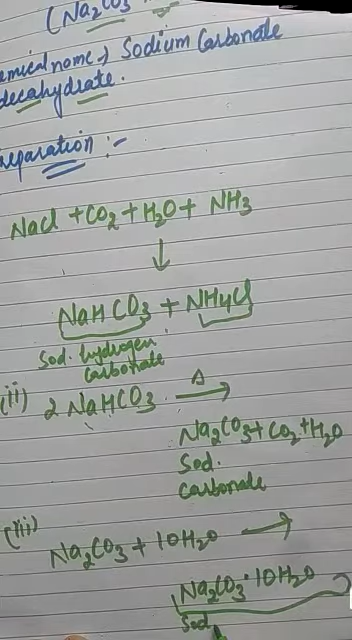 (Na₂CO₃
emical name → Sodium Carbonate
decahydrate.
reparation :-
NaCl + CO₂ + H₂O + NH₃
↓
NaHCO₃ + NH₄Cl
Sod. hydrogen
Carbonate
(ii) 2 NaHCO₃ —Δ→
Na₂CO₃ + CO₂ + H₂O
Sod.
Carbonate
(iii)
Na₂CO₃ + 10H₂O →
Na₂CO₃·10H₂O
Sod.